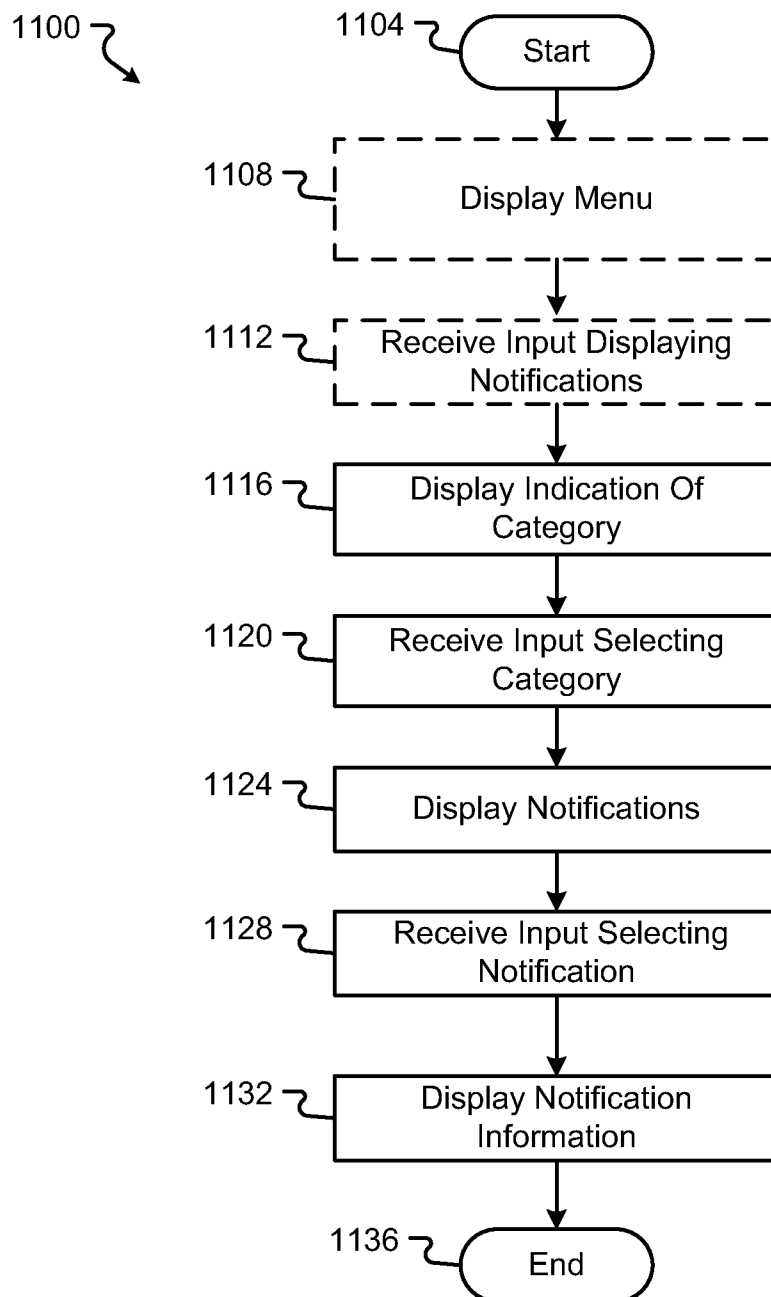 1100
1104
Start
1108
Display Menu
1112
Receive Input Displaying
Notifications
1116
Display Indication Of
Category
1120
Receive Input Selecting
Category
1124
Display Notifications
1128
Receive Input Selecting
Notification
1132
Display Notification
Information
1136
End